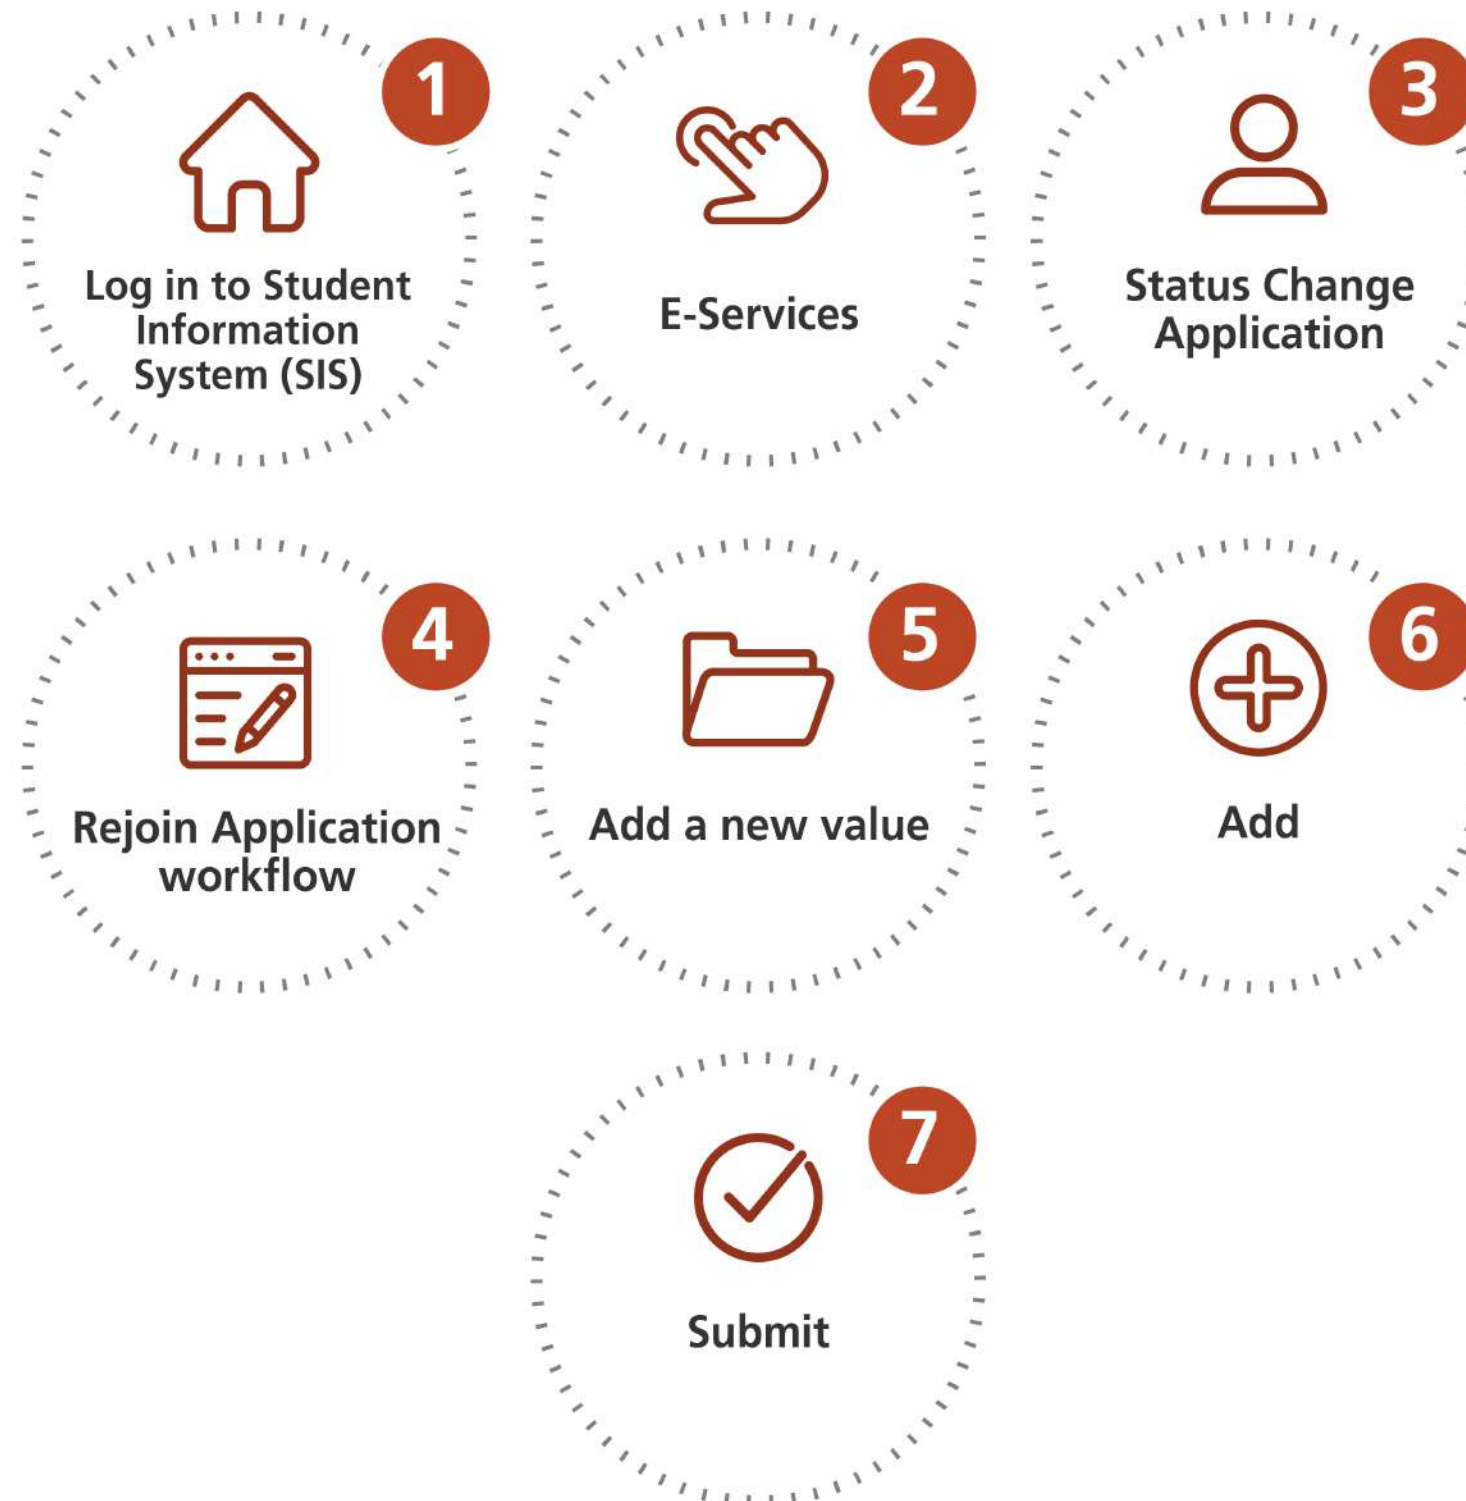 1
Log in to Student
Information
System (SIS)
2
E-Services
3
Status Change
Application
4
Rejoin Application
workflow
5
Add a new value
6
Add
7
Submit